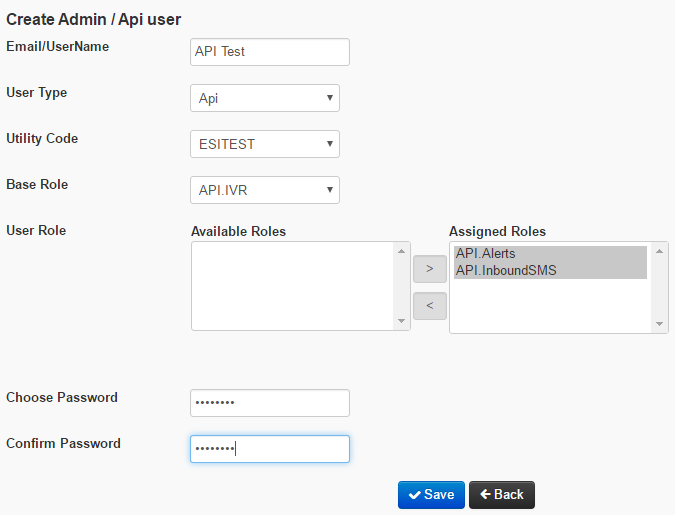 Create Admin / Api user
Email/UserName
API Test
User Type
Api
Utility Code
ESITEST
Base Role
API.IVR
User Role
Available Roles
Assigned Roles
API.Alerts
API.InboundSMS
>
<
Choose Password
••••••••
Confirm Password
••••••••
Save
Back